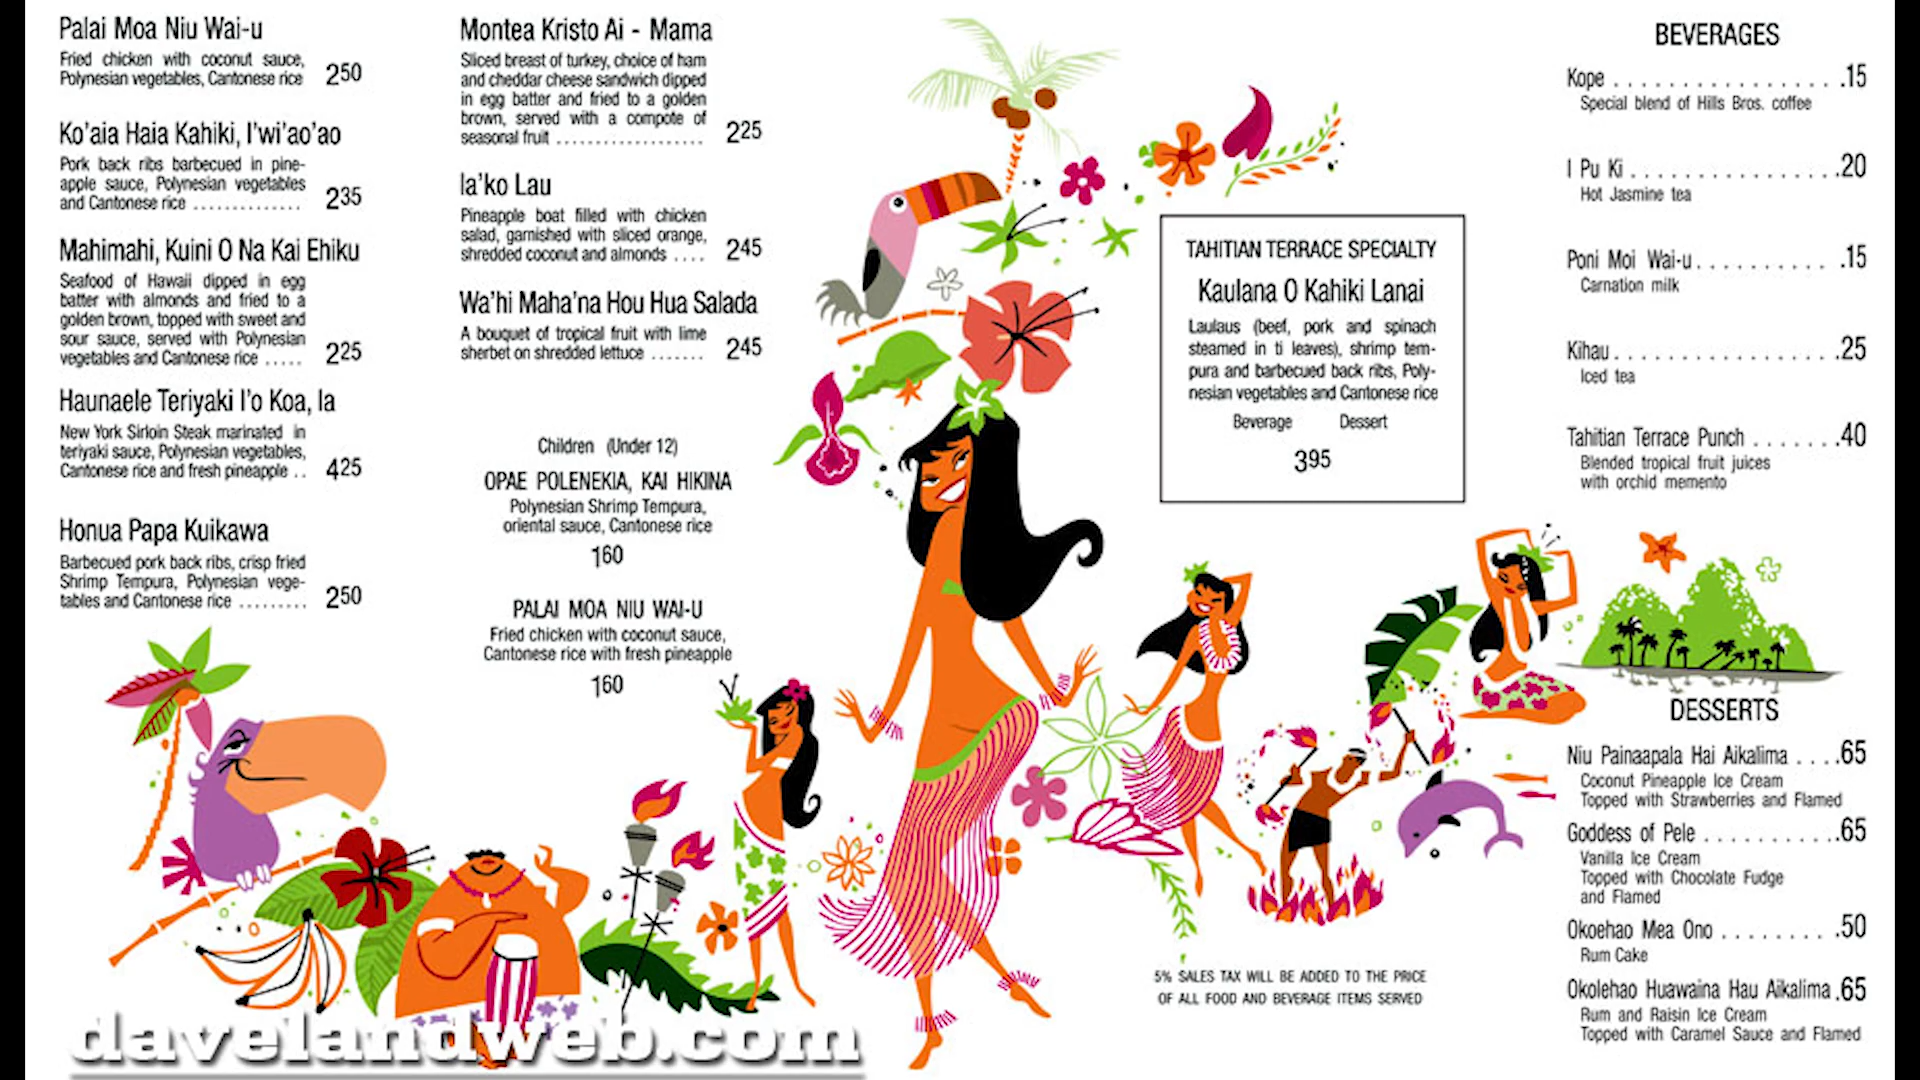 Palai Moa Niu Wai-u
Fried chicken with coconut sauce,
Polynesian vegetables, Cantonese rice 250
Ko'aia Haia Kahiki, I'wi'ao'ao
Pork back ribs barbecued in pine-
apple sauce, Polynesian vegetables
and Cantonese rice .............. 235
Mahimahi, Kuini O Na Kai Ehiku
Seafood of Hawaii dipped in egg
batter with almonds and fried to a
golden brown, topped with sweet and
sour sauce, served with Polynesian
vegetables and Cantonese rice ..... 225
Haunaele Teriyaki I'o Koa, Ia
New York Sirloin Steak marinated in
teriyaki sauce, Polynesian vegetables,
Cantonese rice and fresh pineapple .. 425
Honua Papa Kuikawa
Barbecued pork back ribs, crisp fried
Shrimp Tempura, Polynesian vege-
tables and Cantonese rice ......... 250
Montea Kristo Ai - Mama
Sliced breast of turkey, choice of ham
and cheddar cheese sandwich dipped
in egg batter and fried to a golden
brown, served with a compote of
seasonal fruit ................... 225
Ia'ko Lau
Pineapple boat filled with chicken
salad, garnished with sliced orange,
shredded coconut and almonds .... 245
Wa'hi Maha'na Hou Hua Salada
A bouquet of tropical fruit with lime
sherbet on shredded lettuce ....... 245
Children (Under 12)
OPAE POLENEKIA, KAI HIKINA
Polynesian Shrimp Tempura,
oriental sauce, Cantonese rice
160
PALAI MOA NIU WAI-U
Fried chicken with coconut sauce,
Cantonese rice with fresh pineapple
160
TAHITIAN TERRACE SPECIALTY
Kaulana O Kahiki Lanai
Laulaus (beef, pork and spinach
steamed in ti leaves), shrimp tem-
pura and barbecued back ribs, Poly-
nesian vegetables and Cantonese rice
Beverage Dessert
395
5% SALES TAX WILL BE ADDED TO THE PRICE
OF ALL FOOD AND BEVERAGE ITEMS SERVED
BEVERAGES
Kope .................15
Special blend of Hills Bros. coffee
I Pu Ki ................20
Hot Jasmine tea
Poni Moi Wai-u...........15
Carnation milk
Kihau.................25
Iced tea
Tahitian Terrace Punch .......40
Blended tropical fruit juices
with orchid memento
DESSERTS
Niu Painaapala Hai Aikalima ....65
Coconut Pineapple Ice Cream
Topped with Strawberries and Flamed
Goddess of Pele ...........65
Vanilla Ice Cream
Topped with Chocolate Fudge
and Flamed
Okoehao Mea Ono .........50
Rum Cake
Okolehao Huawaina Hau Aikalima .65
Rum and Raisin Ice Cream
Topped with Caramel Sauce and Flamed
davelandweb.com